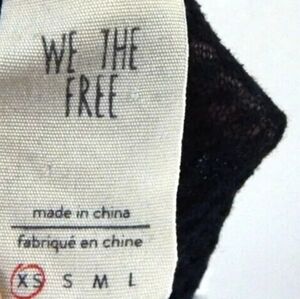 WE THE
FREE
made in china
fabriqué en chine
XS S M L